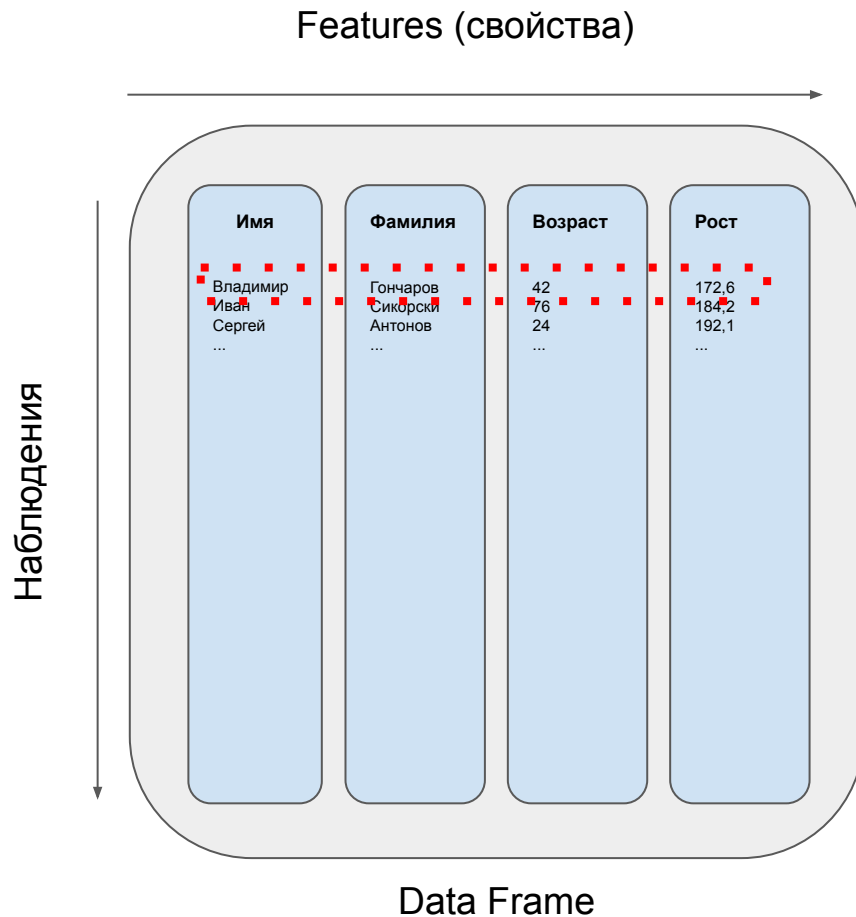 Features (свойства)
Наблюдения
Имя Фамилия Возраст Рост
Владимир Гончаров 42 172,6
Иван Сикорски 76 184,2
Сергей Антонов 24 192,1
... ... ... ...
Data Frame